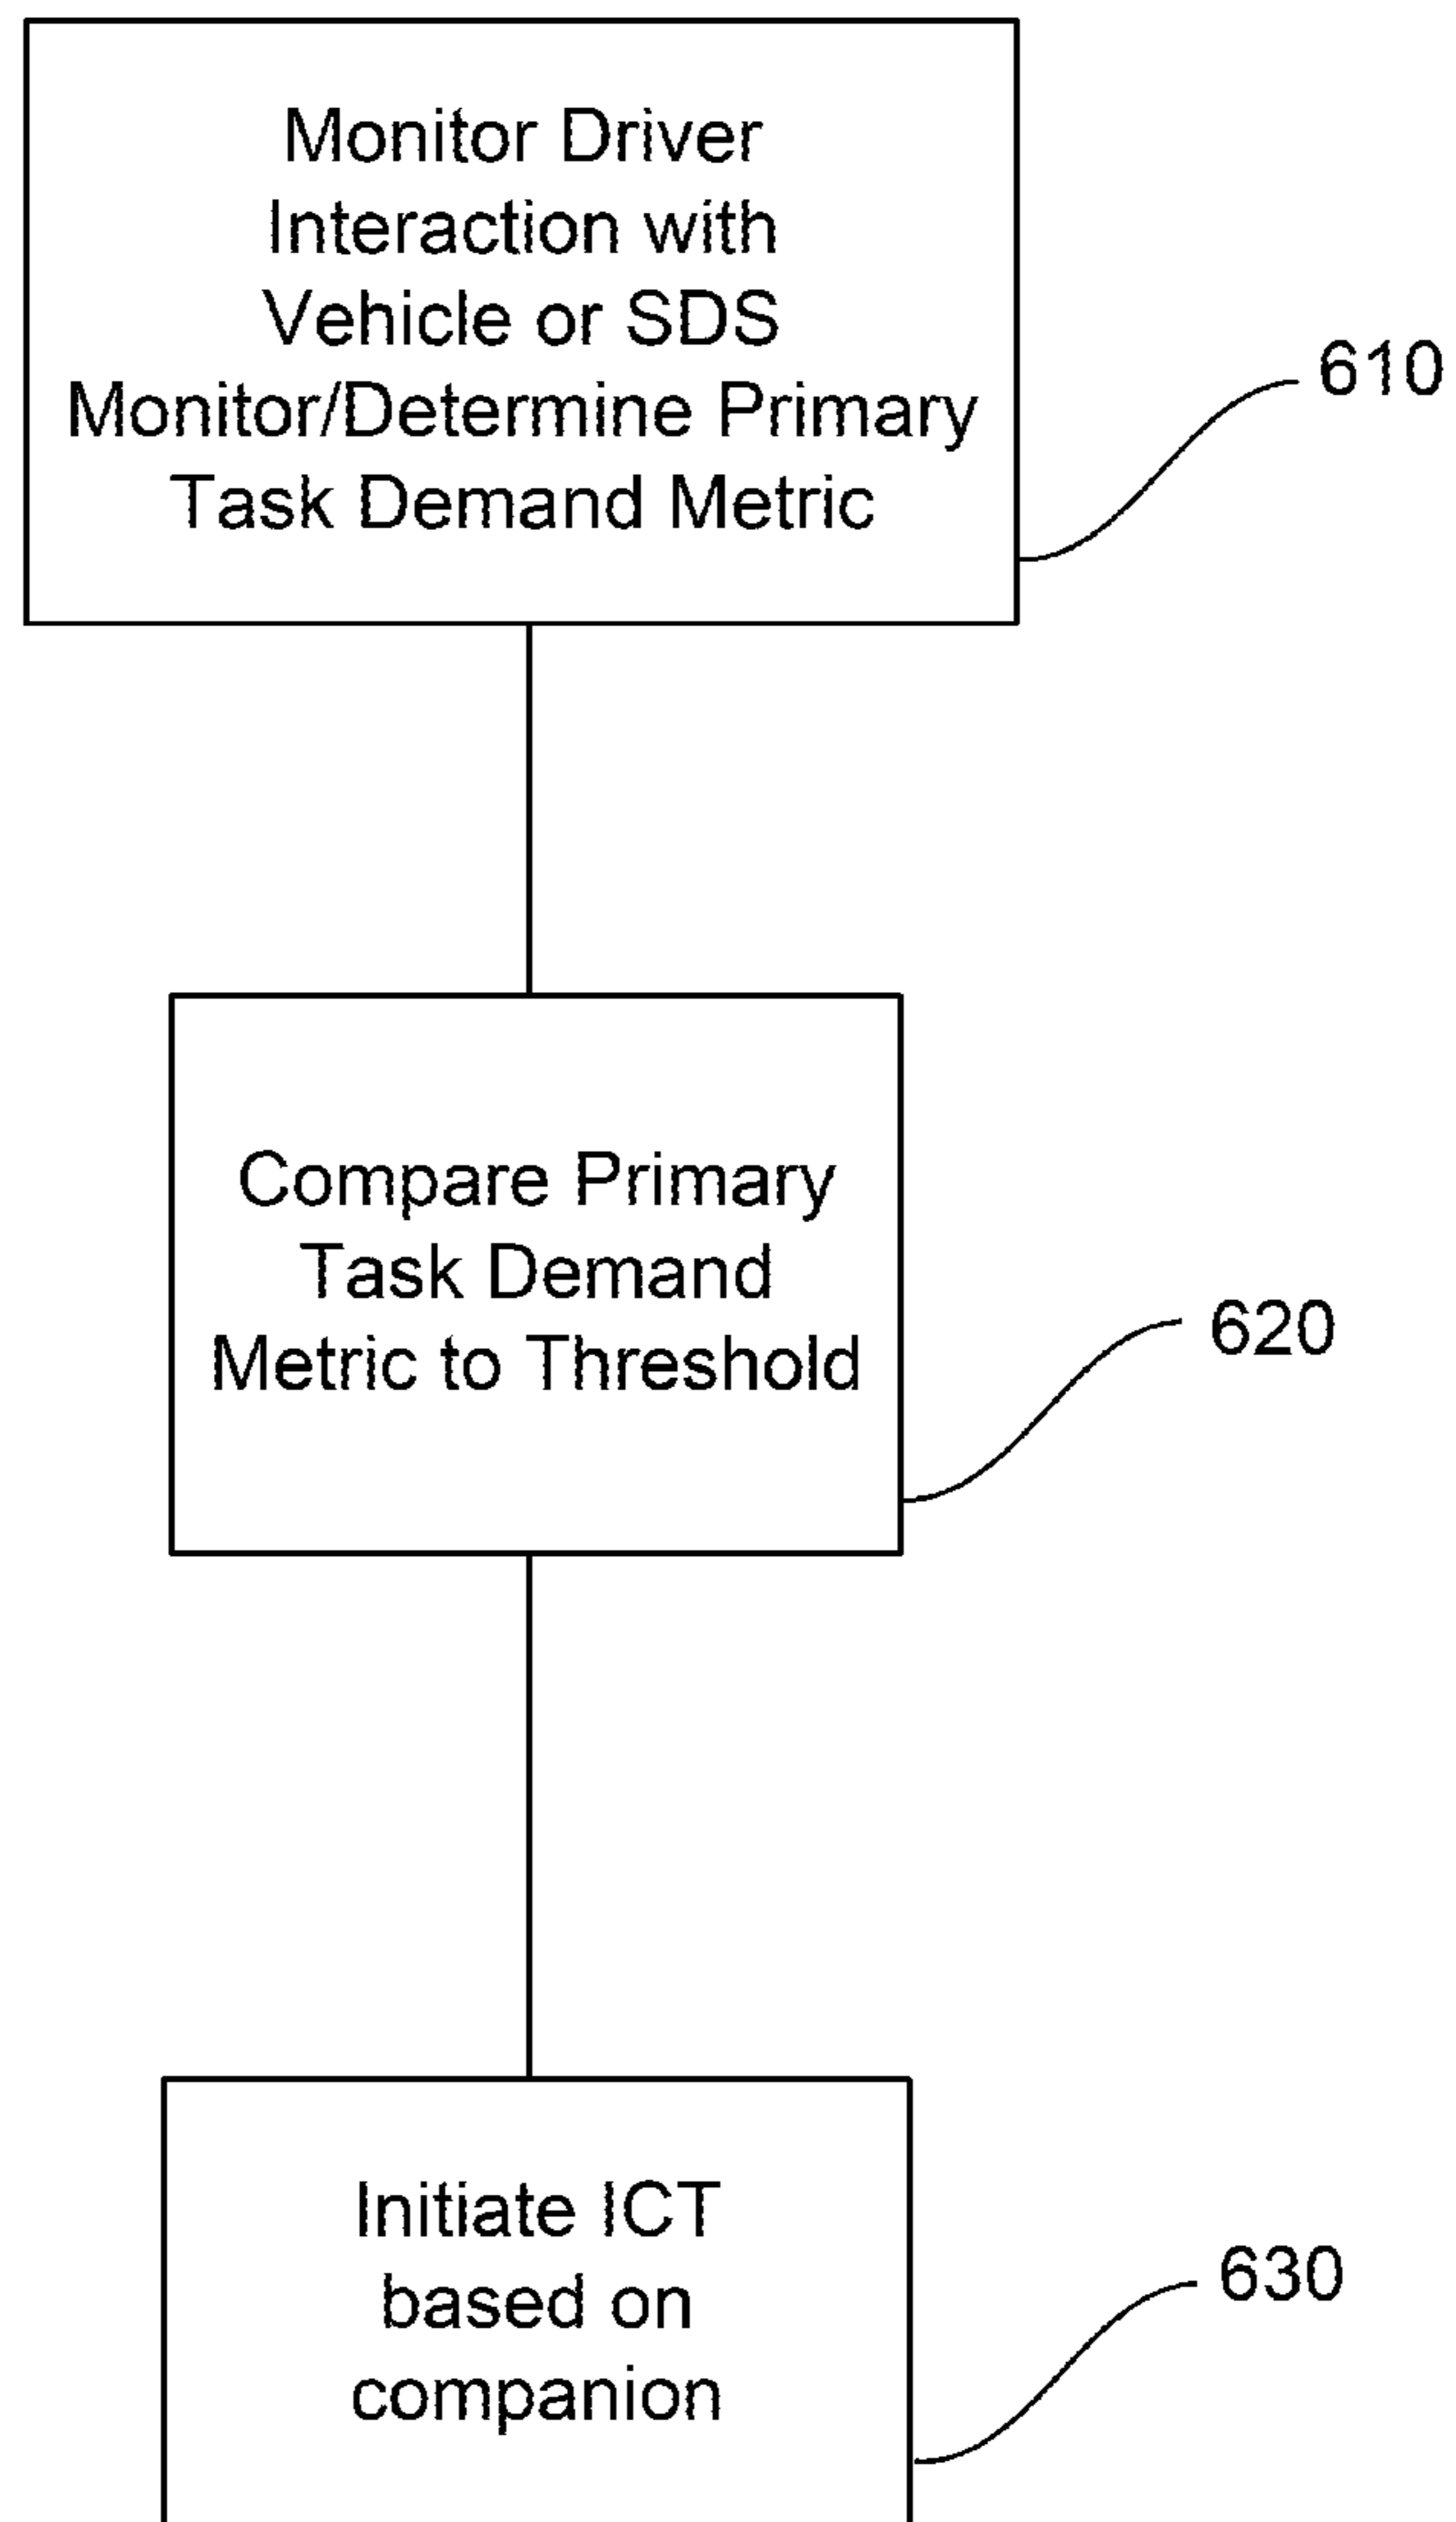 Monitor Driver
Interaction with
Vehicle or SDS
Monitor/Determine Primary
Task Demand Metric
610
Compare Primary
Task Demand
Metric to Threshold
620
Initiate ICT
based on
companion
630